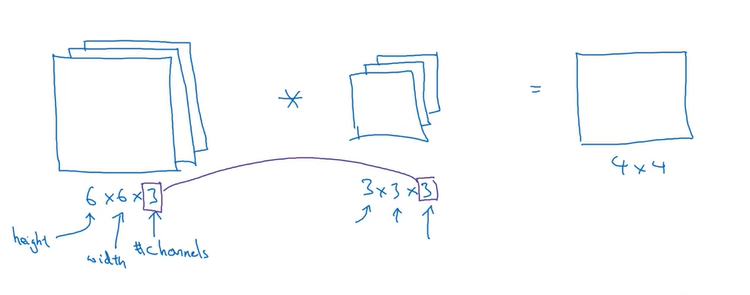 * =
4 x 4
6 x 6 x 3 3 x 3 x 3
height width #channels